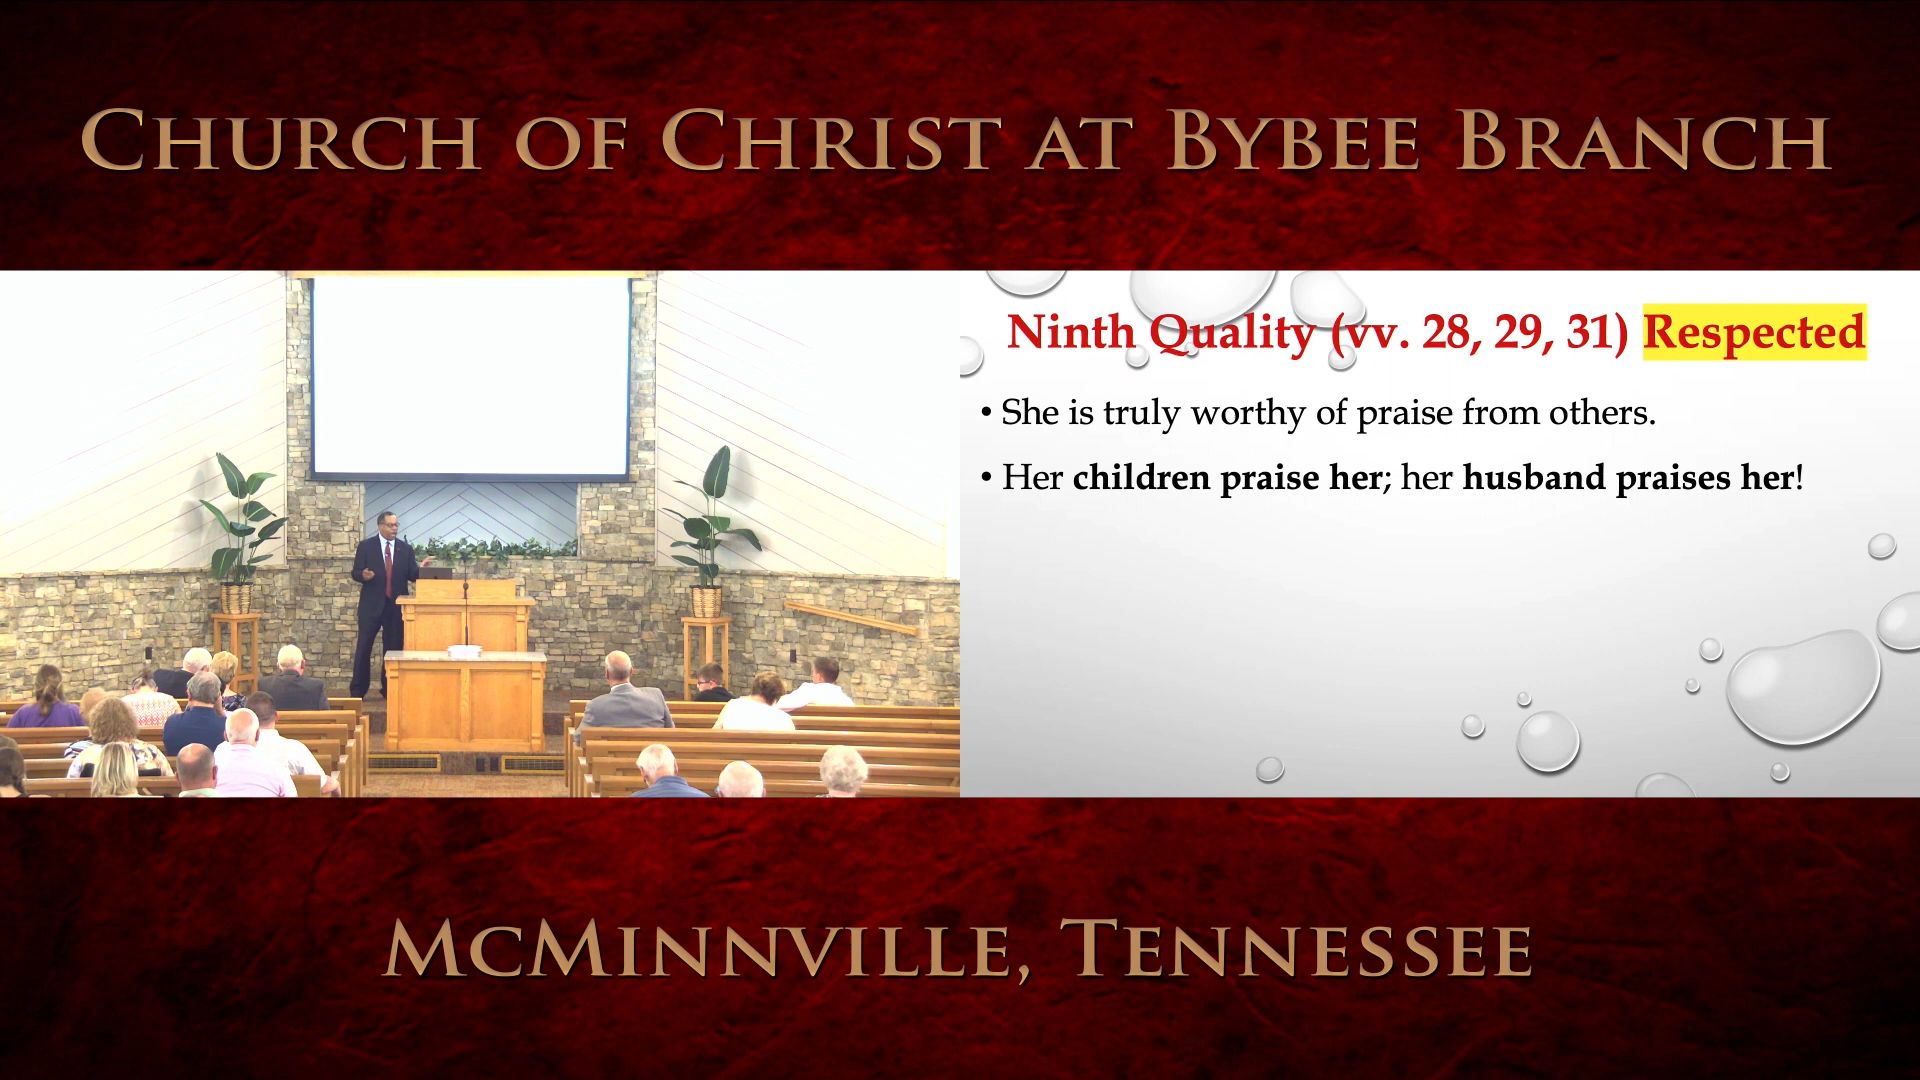 Church of Christ at Bybee Branch
Ninth Quality (vv. 28, 29, 31) Respected
• She is truly worthy of praise from others.
• Her children praise her; her husband praises her!
McMinnville, Tennessee